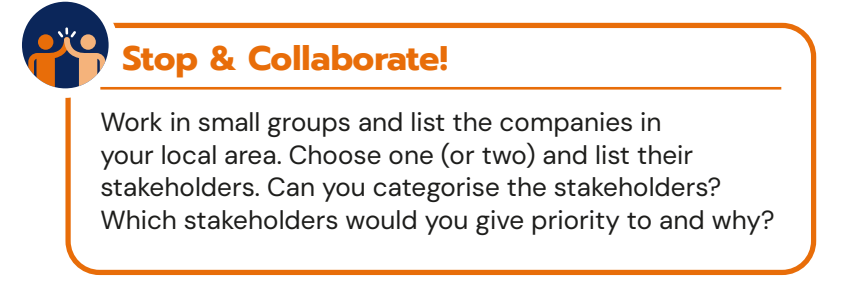 Stop & Collaborate!
Work in small groups and list the companies in
your local area. Choose one (or two) and list their
stakeholders. Can you categorise the stakeholders?
Which stakeholders would you give priority to and why?